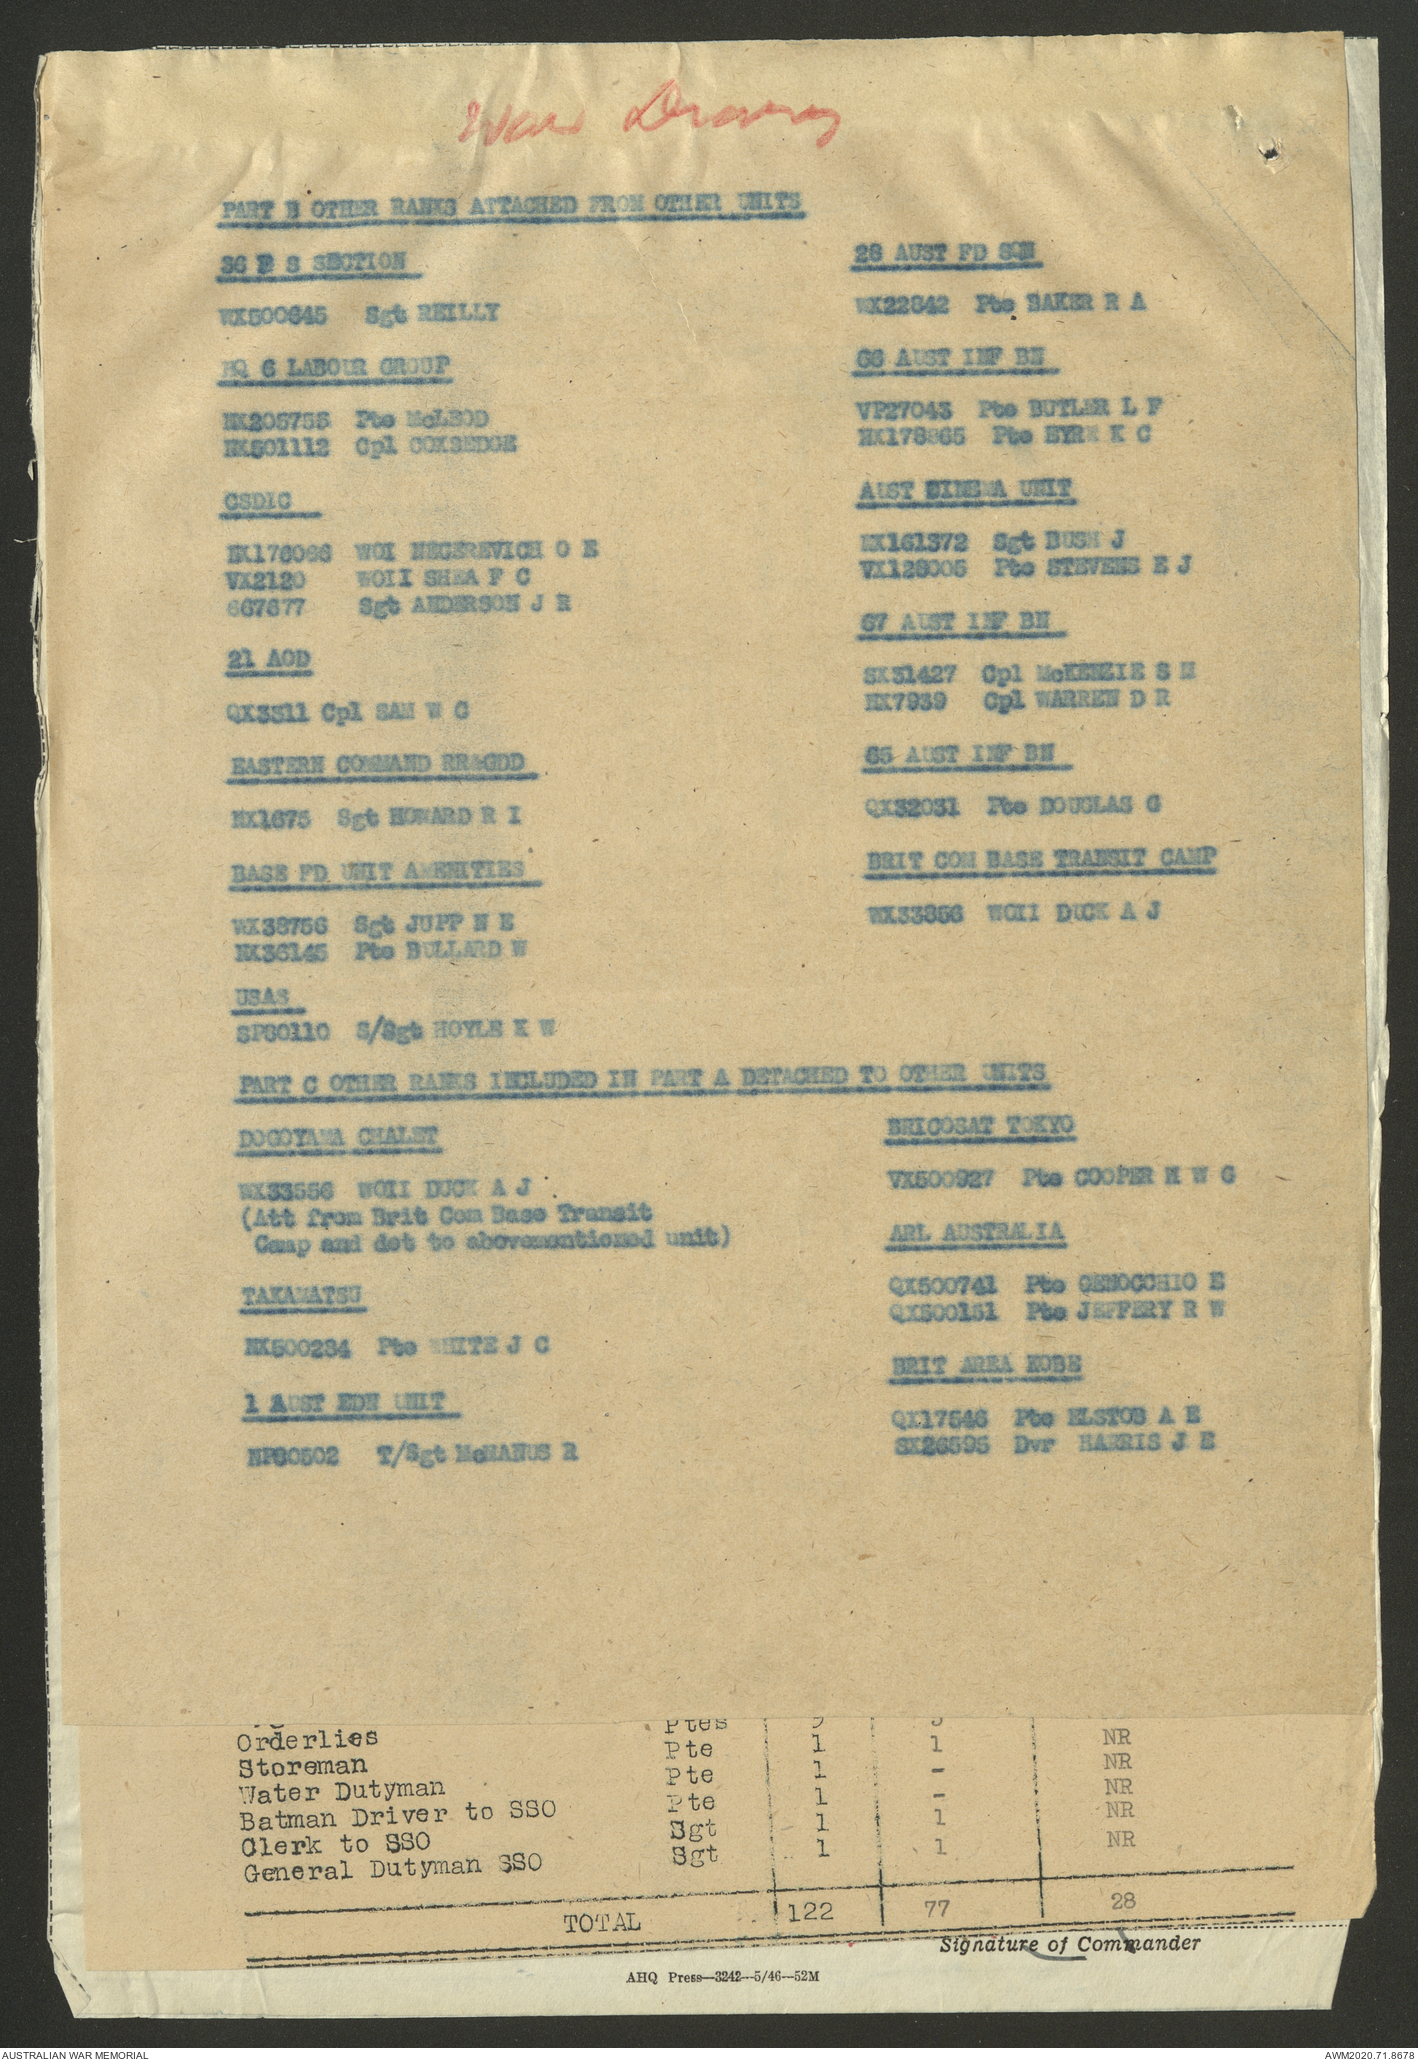 War Diary
PART B OTHER RANKS ATTACHED FROM OTHER UNITS
36 E S SECTION
WX500645 Sgt REILLY
HQ 6 LABOUR GROUP
NX205755 Pte McLEOD
NX501112 Cpl COXSEDGE
CSDIC
NX176066 WOI NEGEREVICH O E
VX2120 WOII SHEA F C
667677 Sgt ANDERSON J R
21 AOD
QX3311 Cpl SAM W G
EASTERN COMMAND RR&GDD
NX1675 Sgt HOWARD R I
BASE FD UNIT AMENITIES
WX38756 Sgt JUPP N E
NX36145 Pte BULLARD W
USAS
SP80110 S/Sgt HOYLE K W
28 AUST FD SQN
WX22842 Pte BAKER R A
66 AUST INF BN
VP27043 Pte BUTLER L F
NX178865 Pte EYRE K C
AUST CINEMA UNIT
NX161372 Sgt BUSH J
VX128005 Pte STEVENS E J
67 AUST INF BN
SX31427 Cpl McKENZIE S M
NX7939 Cpl WARREN D R
65 AUST INF BN
QX32031 Pte DOUGLAS G
BRIT COM BASE TRANSIT CAMP
WX33856 WOII DUCK A J
PART C OTHER RANKS INCLUDED IN PART A DETACHED TO OTHER UNITS
DOGOYAMA CHALET
WX33556 WOII DUCK A J
(Att from Brit Com Base Transit
Camp and det to abovementioned unit)
TAKAMATSU
NX500284 Pte WHITE J C
1 AUST EDN UNIT
NP80502 T/Sgt McMANUS R
BRICOSAT TOKYO
VX500927 Pte COOPER H W G
ARL AUSTRALIA
QX500741 Pte GENOCCHIO E
QX500151 Pte JEFFERY R W
BRIT AREA KOBE
QX17546 Pte ELSTOB A E
SX26595 Dvr HARRIS J E
Ptes
Orderlies Pte 1 1 NR
Storeman Pte 1 - NR
Water Dutyman Pte 1 - NR
Batman Driver to SSO Sgt 1 1 NR
Clerk to SSO Sgt 1 1 NR
General Dutyman SSO
TOTAL 122 77 28
Signature of Commander
AHQ Press—3242—5/46—52M
AUSTRALIAN WAR MEMORIAL
AWM2020.71.8678